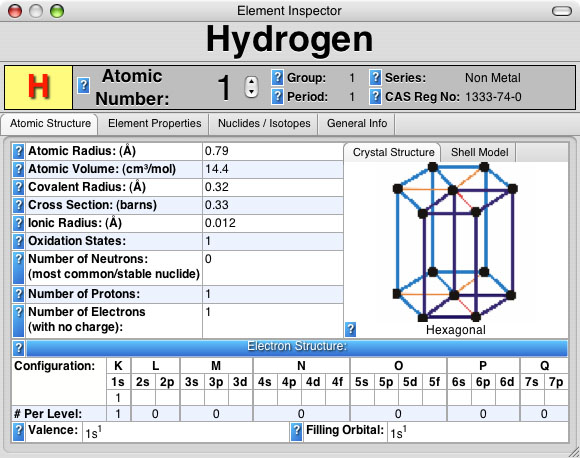 Element Inspector
Hydrogen
H
? Atomic Number: 1
? Group: 1 ? Series: Non Metal
? Period: 1 ? CAS Reg No: 1333-74-0
Atomic Structure Element Properties Nuclides / Isotopes General Info
? Atomic Radius: (Å) 0.79
? Atomic Volume: (cm³/mol) 14.4
? Covalent Radius: (Å) 0.32
? Cross Section: (barns) 0.33
? Ionic Radius: (Å) 0.012
? Oxidation States: 1
? Number of Neutrons: 0
(most common/stable nuclide)
? Number of Protons: 1
? Number of Electrons 1
(with no charge):
Crystal Structure Shell Model
? Hexagonal
? Electron Structure:
Configuration: K L M N O P Q
1s 2s 2p 3s 3p 3d 4s 4p 4d 4f 5s 5p 5d 5f 6s 6p 6d 7s 7p
1
# Per Level: 1 0 0 0 0 0 0
? Valence: 1s¹ ? Filling Orbital: 1s¹